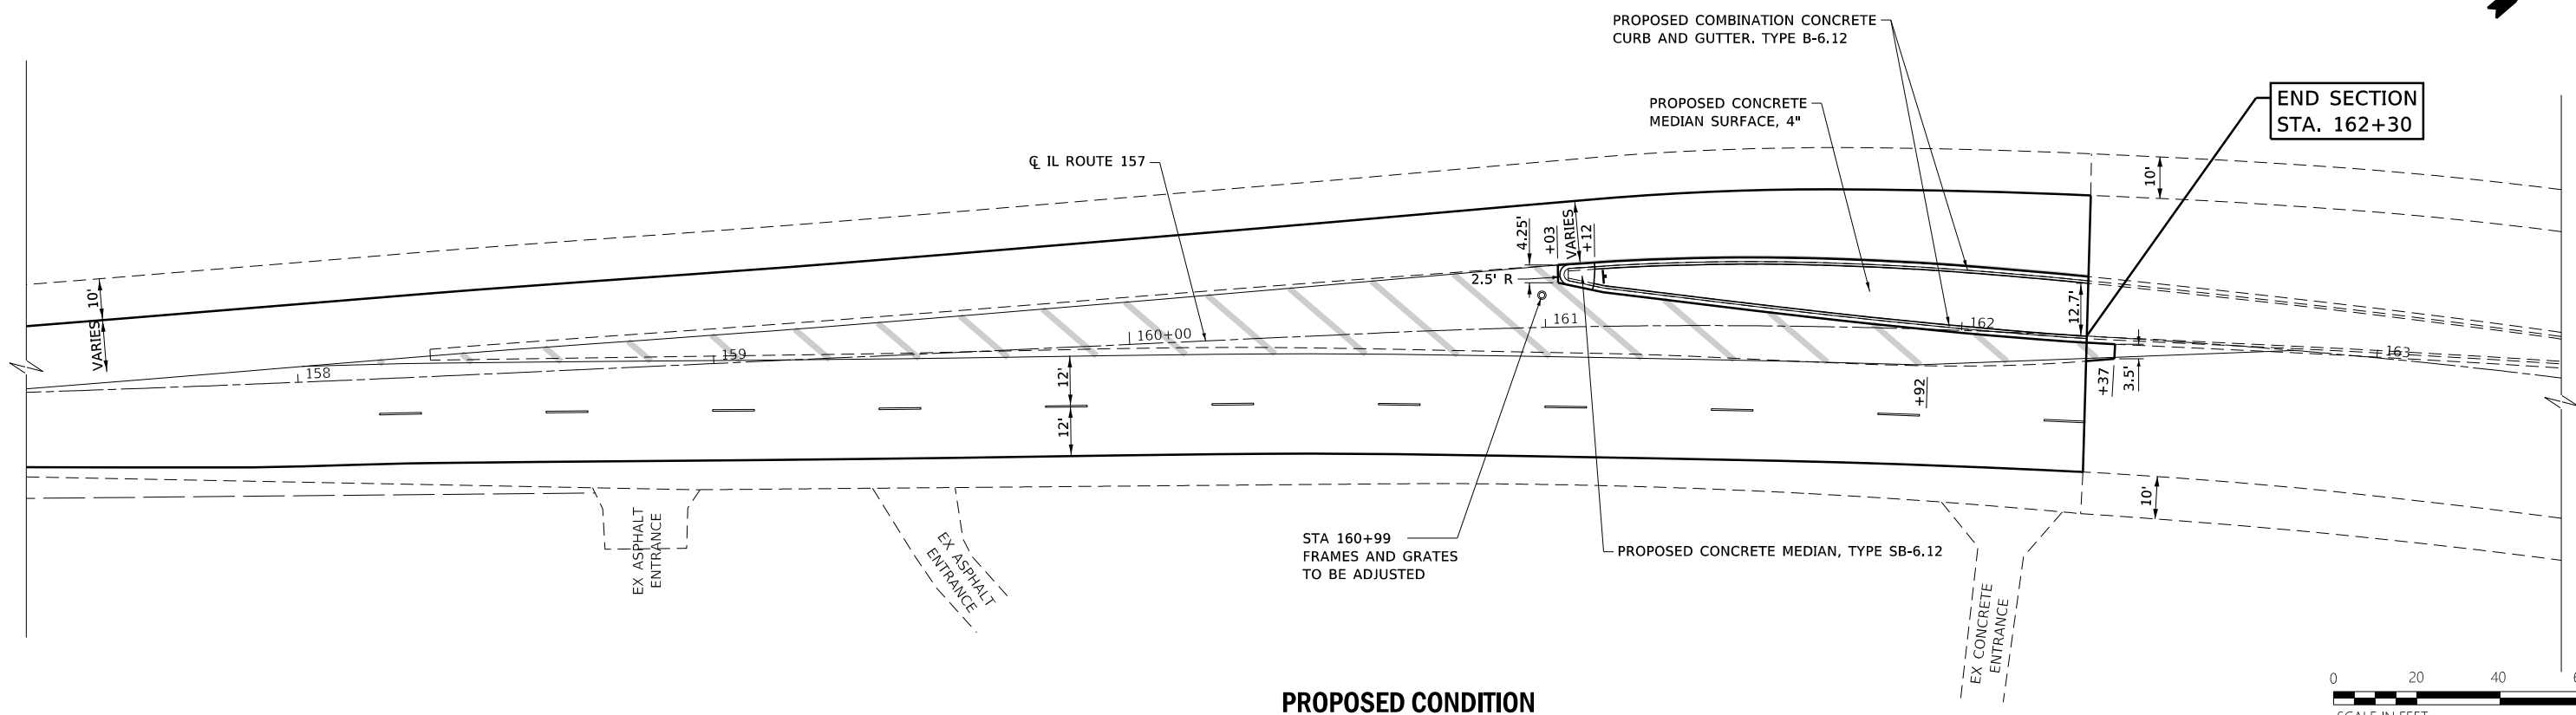 PROPOSED COMBINATION CONCRETE
CURB AND GUTTER. TYPE B-6.12
PROPOSED CONCRETE
MEDIAN SURFACE, 4"
END SECTION
STA. 162+30
℄ IL ROUTE 157
10'
VARIES
4.25'
+03
VARIES
+12
2.5' R
10'
12.7'
158
159
160+00
161
162
163
12'
12'
+92
+37
3.5'
10'
EX ASPHALT
ENTRANCE
EX ASPHALT
ENTRANCE
STA 160+99
FRAMES AND GRATES
TO BE ADJUSTED
PROPOSED CONCRETE MEDIAN, TYPE SB-6.12
EX CONCRETE
ENTRANCE
PROPOSED CONDITION
0 20 40
SCALE IN FEET